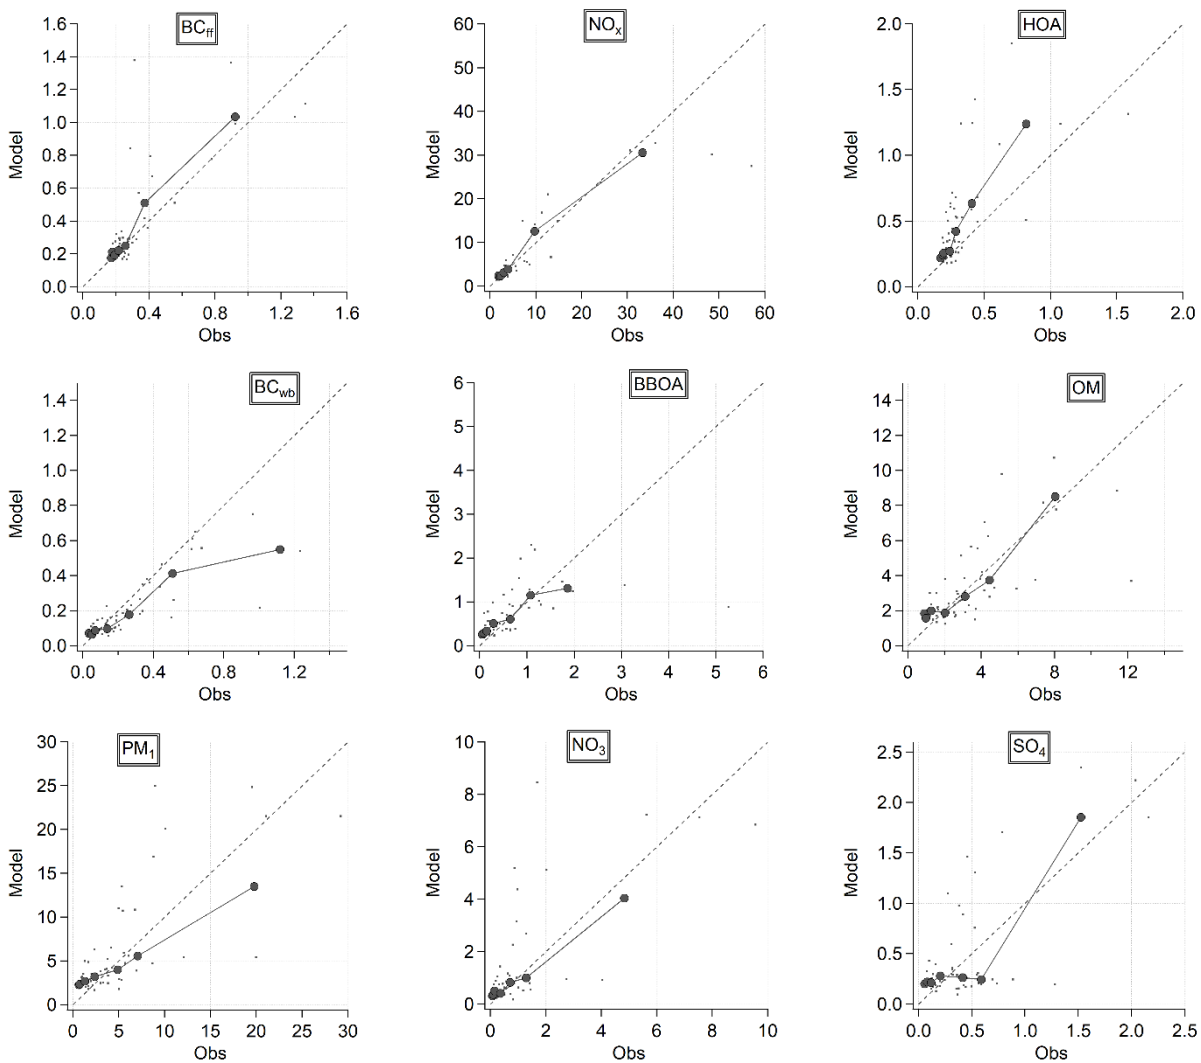 BCff
Model
1.6
1.4
1.2
1.0
0.8
0.6
0.4
0.2
0.0
0.0 0.4 0.8 1.2 1.6
Obs
NOx
Model
60
50
40
30
20
10
0
0 10 20 30 40 50 60
Obs
HOA
Model
2.0
1.5
1.0
0.5
0.0
0.0 0.5 1.0 1.5 2.0
Obs
BCwb
Model
1.4
1.2
1.0
0.8
0.6
0.4
0.2
0.0
0.0 0.4 0.8 1.2
Obs
BBOA
Model
6
5
4
3
2
1
0
0 1 2 3 4 5 6
Obs
OM
Model
14
12
10
8
6
4
2
0
0 4 8 12
Obs
PM1
Model
30
25
20
15
10
5
0
0 5 10 15 20 25 30
Obs
NO3
Model
10
8
6
4
2
0
0 2 4 6 8 10
Obs
SO4
Model
2.5
2.0
1.5
1.0
0.5
0.0
0.0 0.5 1.0 1.5 2.0 2.5
Obs